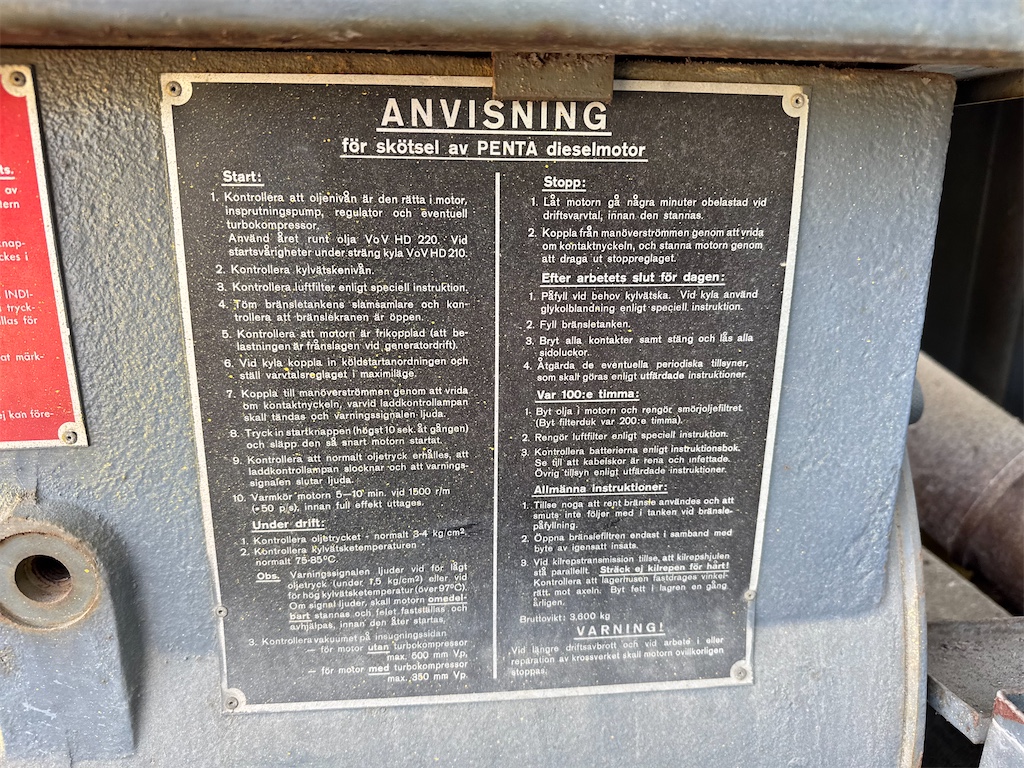 ts.
av
tern
knap-
ckes i
INDI-
tryck-
llas för
at märk-
ej kan före-
ANVISNING
för skötsel av PENTA dieselmotor
Start:
1. Kontrollera att oljenivån är den rätta i motor,
insprutningspump, regulator och eventuell
turbokompressor.
Använd året runt olja VoV HD 220. Vid
startsvårigheter under sträng kyla VoV HD 210.
2. Kontrollera kylvätskenivån.
3. Kontrollera luftfilter enligt speciell instruktion.
4. Töm bränsletankens slamsamlare och kon-
trollera att bränslekranen är öppen.
5. Kontrollera att motorn är frikopplad (att be-
lastningen är frånslagen vid generatordrift).
6. Vid kyla koppla in köldstartanordningen och
ställ varvtalsreglaget i maximiläge.
7. Koppla till manöverströmmen genom att vrida
om kontaktnyckeln, varvid laddkontrollampan
skall tändas och varningssignalen ljuda.
8. Tryck in startknappen (högst 10 sek. åt gången)
och släpp den så snart motorn startat.
9. Kontrollera att normalt oljetryck erhålles, att
laddkontrollampan slocknar och att varnings-
signalen slutar ljuda.
10. Varmkör motorn 5—10 min. vid 1500 r/m
(≈50 p/s), innan full effekt uttages.
Under drift:
1. Kontrollera oljetrycket - normalt 3-4 kg/cm².
2. Kontrollera kylvätsketemperaturen -
normalt 75-85°C.
Obs. Varningssignalen ljuder vid för lågt
oljetryck (under 1,5 kg/cm2) eller vid
för hög kylvätsketemperatur (över 97°C).
Om signal ljuder, skall motorn omedel-
bart stannas och felet fastställas och
avhjälpas, innan den åter startas.
3. Kontrollera vakuumet på insugningssidan
— för motor utan turbokompressor
max. 500 mm Vp.
— för motor med turbokompressor
max. 350 mm Vp.
Stopp:
1. Låt motorn gå några minuter obelastad vid
driftsvarvtal, innan den stannas.
2. Koppla från manöverströmmen genom att vrida
om kontaktnyckeln, och stanna motorn genom
att draga ut stoppreglaget.
Efter arbetets slut för dagen:
1. Påfyll vid behov kylvätska. Vid kyla använd
glykolblandning enligt speciell instruktion.
2. Fyll bränsletanken.
3. Bryt alla kontakter samt stäng och lås alla
sidoluckor.
4. Åtgärda de eventuella periodiska tillsyner,
som skall göras enligt utfärdade instruktioner.
Var 100:e timma:
1. Byt olja i motorn och rengör smörjoljefiltret.
(Byt filterduk var 200:e timma).
2. Rengör luftfilter enligt speciell instruktion.
3. Kontrollera batterierna enligt instruktionsbok.
Se till att kabelskor är rena och infettade.
Övrig tillsyn enligt utfärdade instruktioner.
Allmänna instruktioner:
1. Tillse noga att rent bränsle användes och att
smuts inte följer med i tanken vid bränsle-
påfyllning.
2. Öppna bränslefiltren endast i samband med
byte av igensatt insats.
3. Vid kilrepstransmission tillse, att kilrepshjulen
stå parallellt. Sträck ej kilrepen för hårt!
Kontrollera att lagerhusen fastdrages vinkel-
rätt mot axeln. Byt fett i lagren en gång
årligen.
Bruttovikt: 3.600 kg
VARNING!
Vid längre driftsavbrott och vid arbete i eller
reparation av krossverket skall motorn ovillkorligen
stoppas.